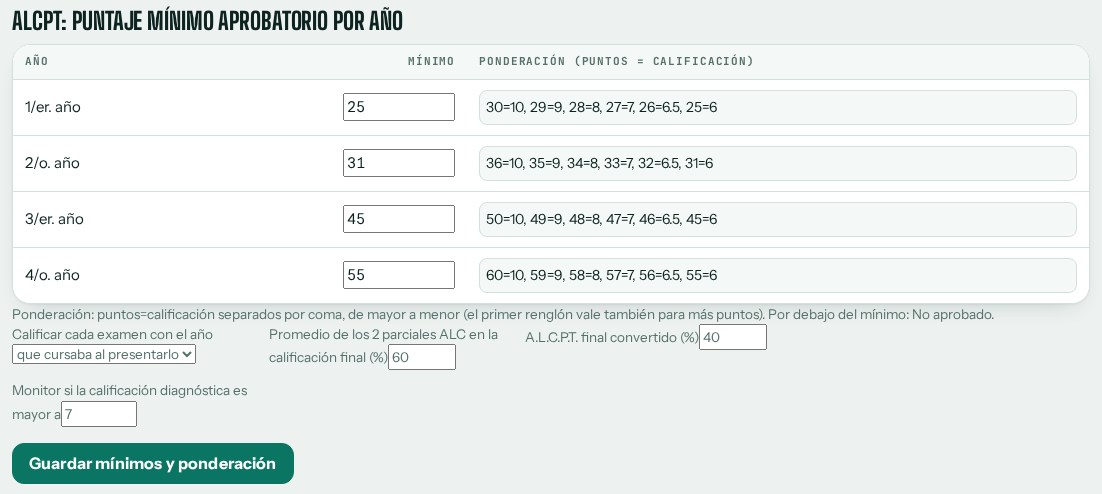 ALCPT: PUNTAJE MÍNIMO APROBATORIO POR AÑO
AÑO MÍNIMO PONDERACIÓN (PUNTOS = CALIFICACIÓN)
1/er. año 25 30=10, 29=9, 28=8, 27=7, 26=6.5, 25=6
2/o. año 31 36=10, 35=9, 34=8, 33=7, 32=6.5, 31=6
3/er. año 45 50=10, 49=9, 48=8, 47=7, 46=6.5, 45=6
4/o. año 55 60=10, 59=9, 58=8, 57=7, 56=6.5, 55=6
Ponderación: puntos=calificación separados por coma, de mayor a menor (el primer renglón vale también para más puntos). Por debajo del mínimo: No aprobado.
Calificar cada examen con el año
que cursaba al presentarlo
Promedio de los 2 parciales ALC en la
calificación final (%) 60
A.L.C.P.T. final convertido (%) 40
Monitor si la calificación diagnóstica es
mayor a 7
Guardar mínimos y ponderación